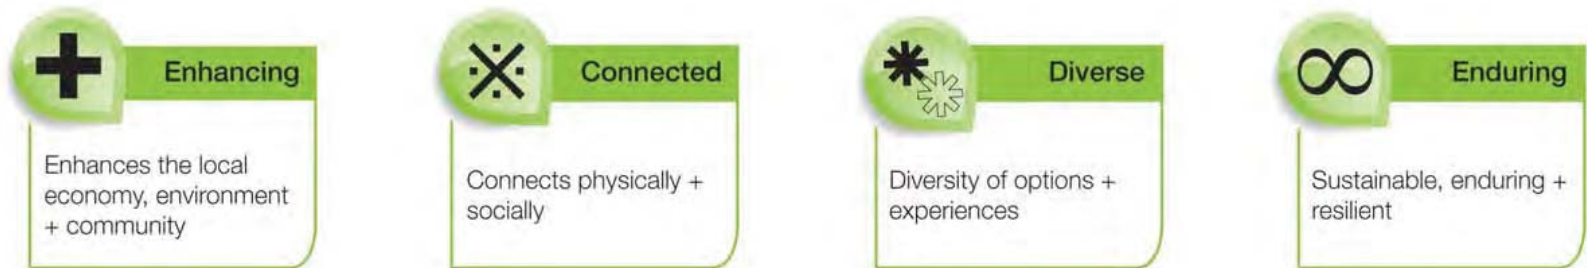 Enhancing
Enhances the local
economy, environment
+ community
Connected
Connects physically +
socially
Diverse
Diversity of options +
experiences
Enduring
Sustainable, enduring +
resilient